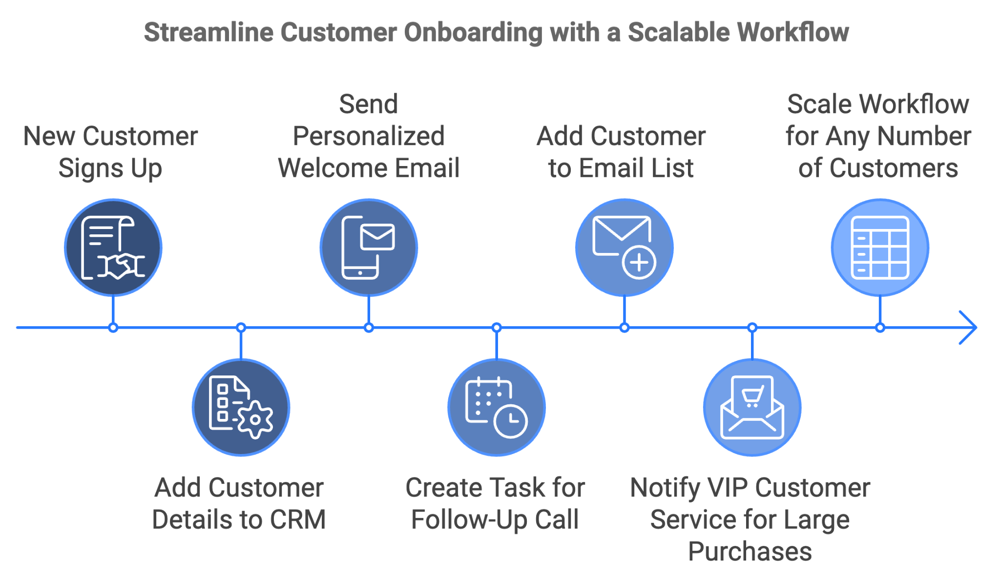 Streamline Customer Onboarding with a Scalable Workflow
New Customer
Signs Up
Add Customer
Details to CRM
Send
Personalized
Welcome Email
Create Task for
Follow-Up Call
Add Customer
to Email List
Notify VIP Customer
Service for Large
Purchases
Scale Workflow
for Any Number
of Customers